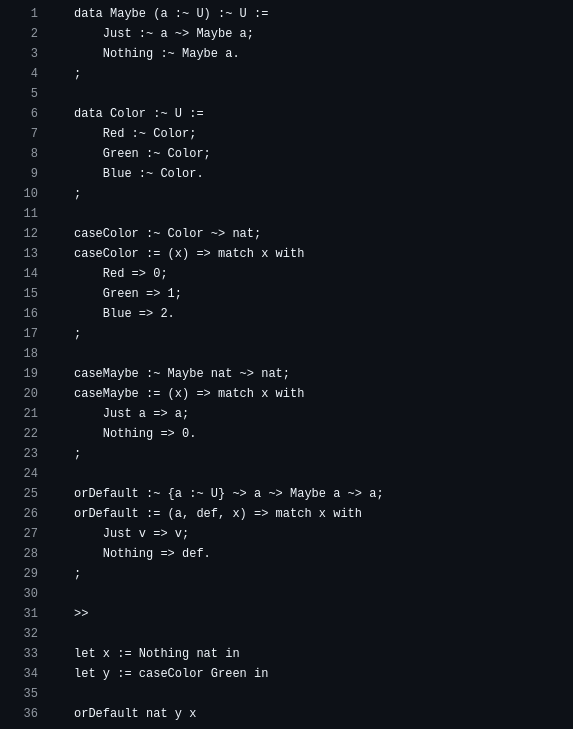 1 data Maybe (a :~ U) :~ U :=
2     Just :~ a ~> Maybe a;
3     Nothing :~ Maybe a.
4 ;
5
6 data Color :~ U :=
7     Red :~ Color;
8     Green :~ Color;
9     Blue :~ Color.
10 ;
11
12 caseColor :~ Color ~> nat;
13 caseColor := (x) => match x with
14     Red => 0;
15     Green => 1;
16     Blue => 2.
17 ;
18
19 caseMaybe :~ Maybe nat ~> nat;
20 caseMaybe := (x) => match x with
21     Just a => a;
22     Nothing => 0.
23 ;
24
25 orDefault :~ {a :~ U} ~> a ~> Maybe a ~> a;
26 orDefault := (a, def, x) => match x with
27     Just v => v;
28     Nothing => def.
29 ;
30
31 >>
32
33 let x := Nothing nat in
34 let y := caseColor Green in
35
36 orDefault nat y x